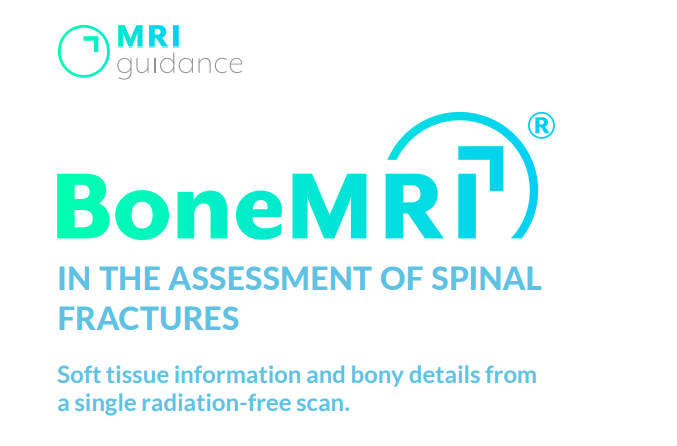 MRI
guidance
BoneMRI®
IN THE ASSESSMENT OF SPINAL
FRACTURES
Soft tissue information and bony details from
a single radiation-free scan.